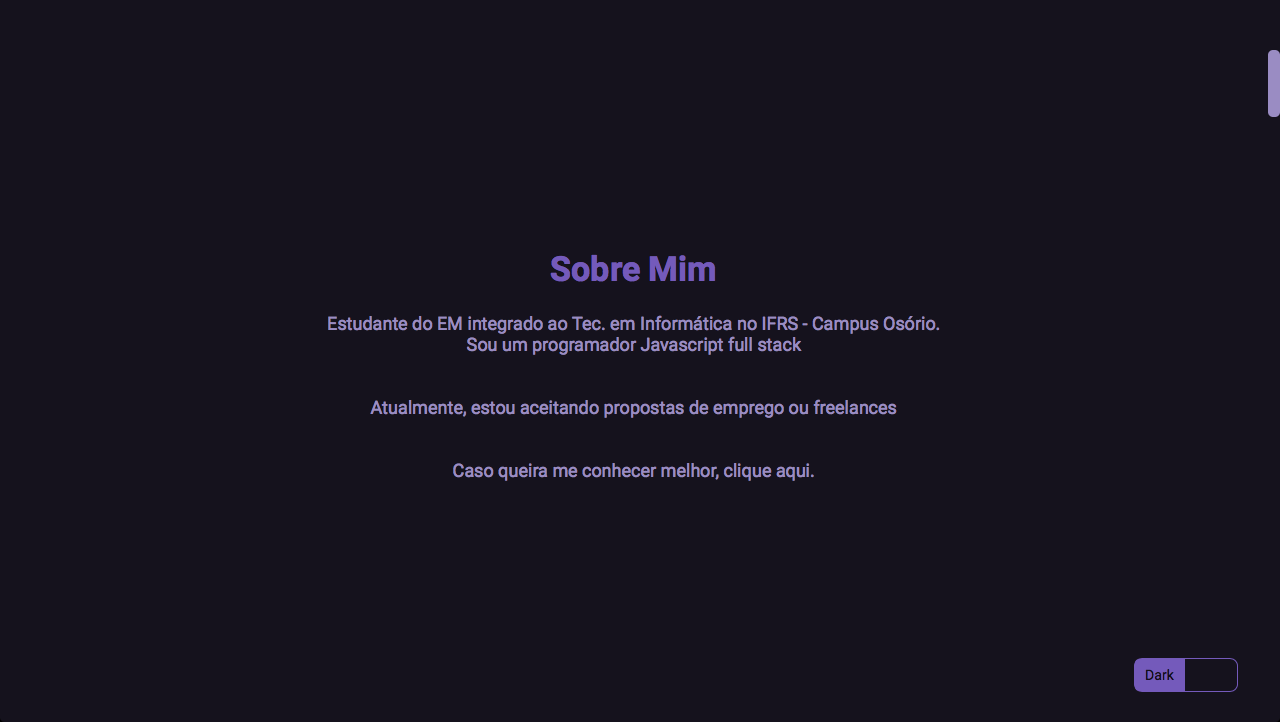 Sobre Mim
Estudante do EM integrado ao Tec. em Informática no IFRS - Campus Osório.
Sou um programador Javascript full stack
Atualmente, estou aceitando propostas de emprego ou freelances
Caso queira me conhecer melhor, clique aqui.
Dark